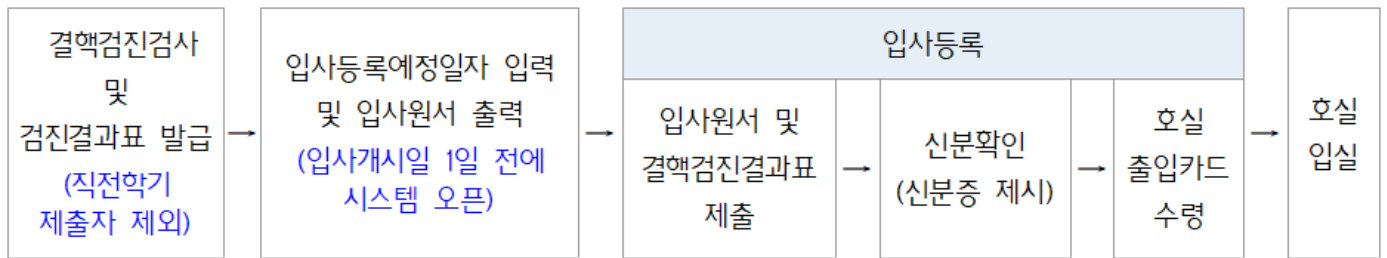 결핵검진검사
및
검진결과표 발급
(직전학기
제출자 제외)
→
입사등록예정일자 입력
및 입사원서 출력
(입사개시일 1일 전에
시스템 오픈)
→
입사등록
입사원서 및
결핵검진결과표
제출
→
신분확인
(신분증 제시)
→
호실
출입카드
수령
→
호실
입실